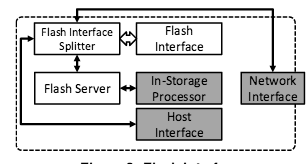 Flash Interface
Splitter
Flash
Interface
Flash Server
In-Storage
Processor
Network
Interface
Host
Interface